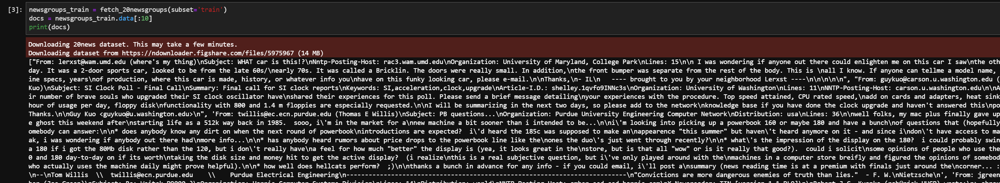 [3]: newsgroups_train = fetch_20newsgroups(subset='train')
docs = newsgroups_train.data[:10]
print(docs)
Downloading 20news dataset. This may take a few minutes.
Downloading dataset from https://ndownloader.figshare.com/files/5975967 (14 MB)
["From: lerxst@wam.umd.edu (where's my thing)\nSubject: WHAT car is this!?\nNntp-Posting-Host: rac3.wam.umd.edu\nOrganization: University of Maryland, College Park\nLines: 15\n\n I was wondering if anyone out there could enlighten me on this car I saw\nthe oth
day. It was a 2-door sports car, looked to be from the late 60s/\nearly 70s. It was called a Bricklin. The doors were really small. In addition,\nthe front bumper was separate from the rest of the body. This is \nall I know. If anyone can tellme a model name,
ine specs, years\nof production, where this car is made, history, or whatever info you\nhave on this funky looking car, please e-mail.\n\nThanks,\n- IL\n   ---- brought to you by your neighborhood Lerxst ----\n\n\n\n\n", "From: guykuo@carson.u.washington.edu (
Kuo)\nSubject: SI Clock Poll - Final Call\nSummary: Final call for SI clock reports\nKeywords: SI,acceleration,clock,upgrade\nArticle-I.D.: shelley.1qvfo9INNc3s\nOrganization: University of Washington\nLines: 11\nNNTP-Posting-Host: carson.u.washington.edu\n\nA
ir number of brave souls who upgraded their SI clock oscillator have\nshared their experiences for this poll. Please send a brief message detailing\nyour experiences with the procedure. Top speed attained, CPU rated speed,\nadd on cards and adapters, heat sink
hour of usage per day, floppy disk\nfunctionality with 800 and 1.4 m floppies are especially requested.\n\nI will be summarizing in the next two days, so please add to the network\nknowledge base if you have done the clock upgrade and haven't answered this\npo
Thanks.\n\nGuy Kuo <guykuo@u.washington.edu>\n", 'From: twillis@ec.ecn.purdue.edu (Thomas E Willis)\nSubject: PB questions...\nOrganization: Purdue University Engineering Computer Network\nDistribution: usa\nLines: 36\n\nwell folks, my mac plus finally gave up
e ghost this weekend after\nstarting life as a 512k way back in 1985.  sooo, i\'m in the market for a\nnew machine a bit sooner than i intended to be...\n\ni\'m looking into picking up a powerbook 160 or maybe 180 and have a bunch\nof questions that (hopefully
omebody can answer:\n\n* does anybody know any dirt on when the next round of powerbook\nintroductions are expected?  i\'d heard the 185c was supposed to make an\nappearence "this summer" but haven\'t heard anymore on it - and since i\ndon\'t have access to ma
ak, i was wondering if anybody out there had\nmore info...\n\n* has anybody heard rumors about price drops to the powerbook line like the\nones the duo\'s just went through recently?\n\n* what\'s the impression of the display on the 180?  i could probably swin
a 180 if i got the 80Mb disk rather than the 120, but i don\'t really have\na feel for how much "better" the display is (yea, it looks great in the\nstore, but is that all "wow" or is it really that good?).  could i solicit\nsome opinions of people who use the
0 and 180 day-to-day on if its worth\ntaking the disk size and money hit to get the active display?  (i realize\nthis is a real subjective question, but i\'ve only played around with the\nmachines in a computer store breifly and figured the opinions of somebod
who actually uses the machine daily might prove helpful).\n\n* how well does hellcats perform?  ;)\n\nthanks a bunch in advance for any info - if you could email, i\'ll post a\nsummary (news reading time is at a premium with finals just around the\ncorner... :
\n--\nTom Willis  \\  twillis@ecn.purdue.edu    \\    Purdue Electrical Engineering\n---------------------------------------------------------------------------\n"Convictions are more dangerous enemies of truth than lies."  - F. W.\nNietzsche\n', 'From: jgreen